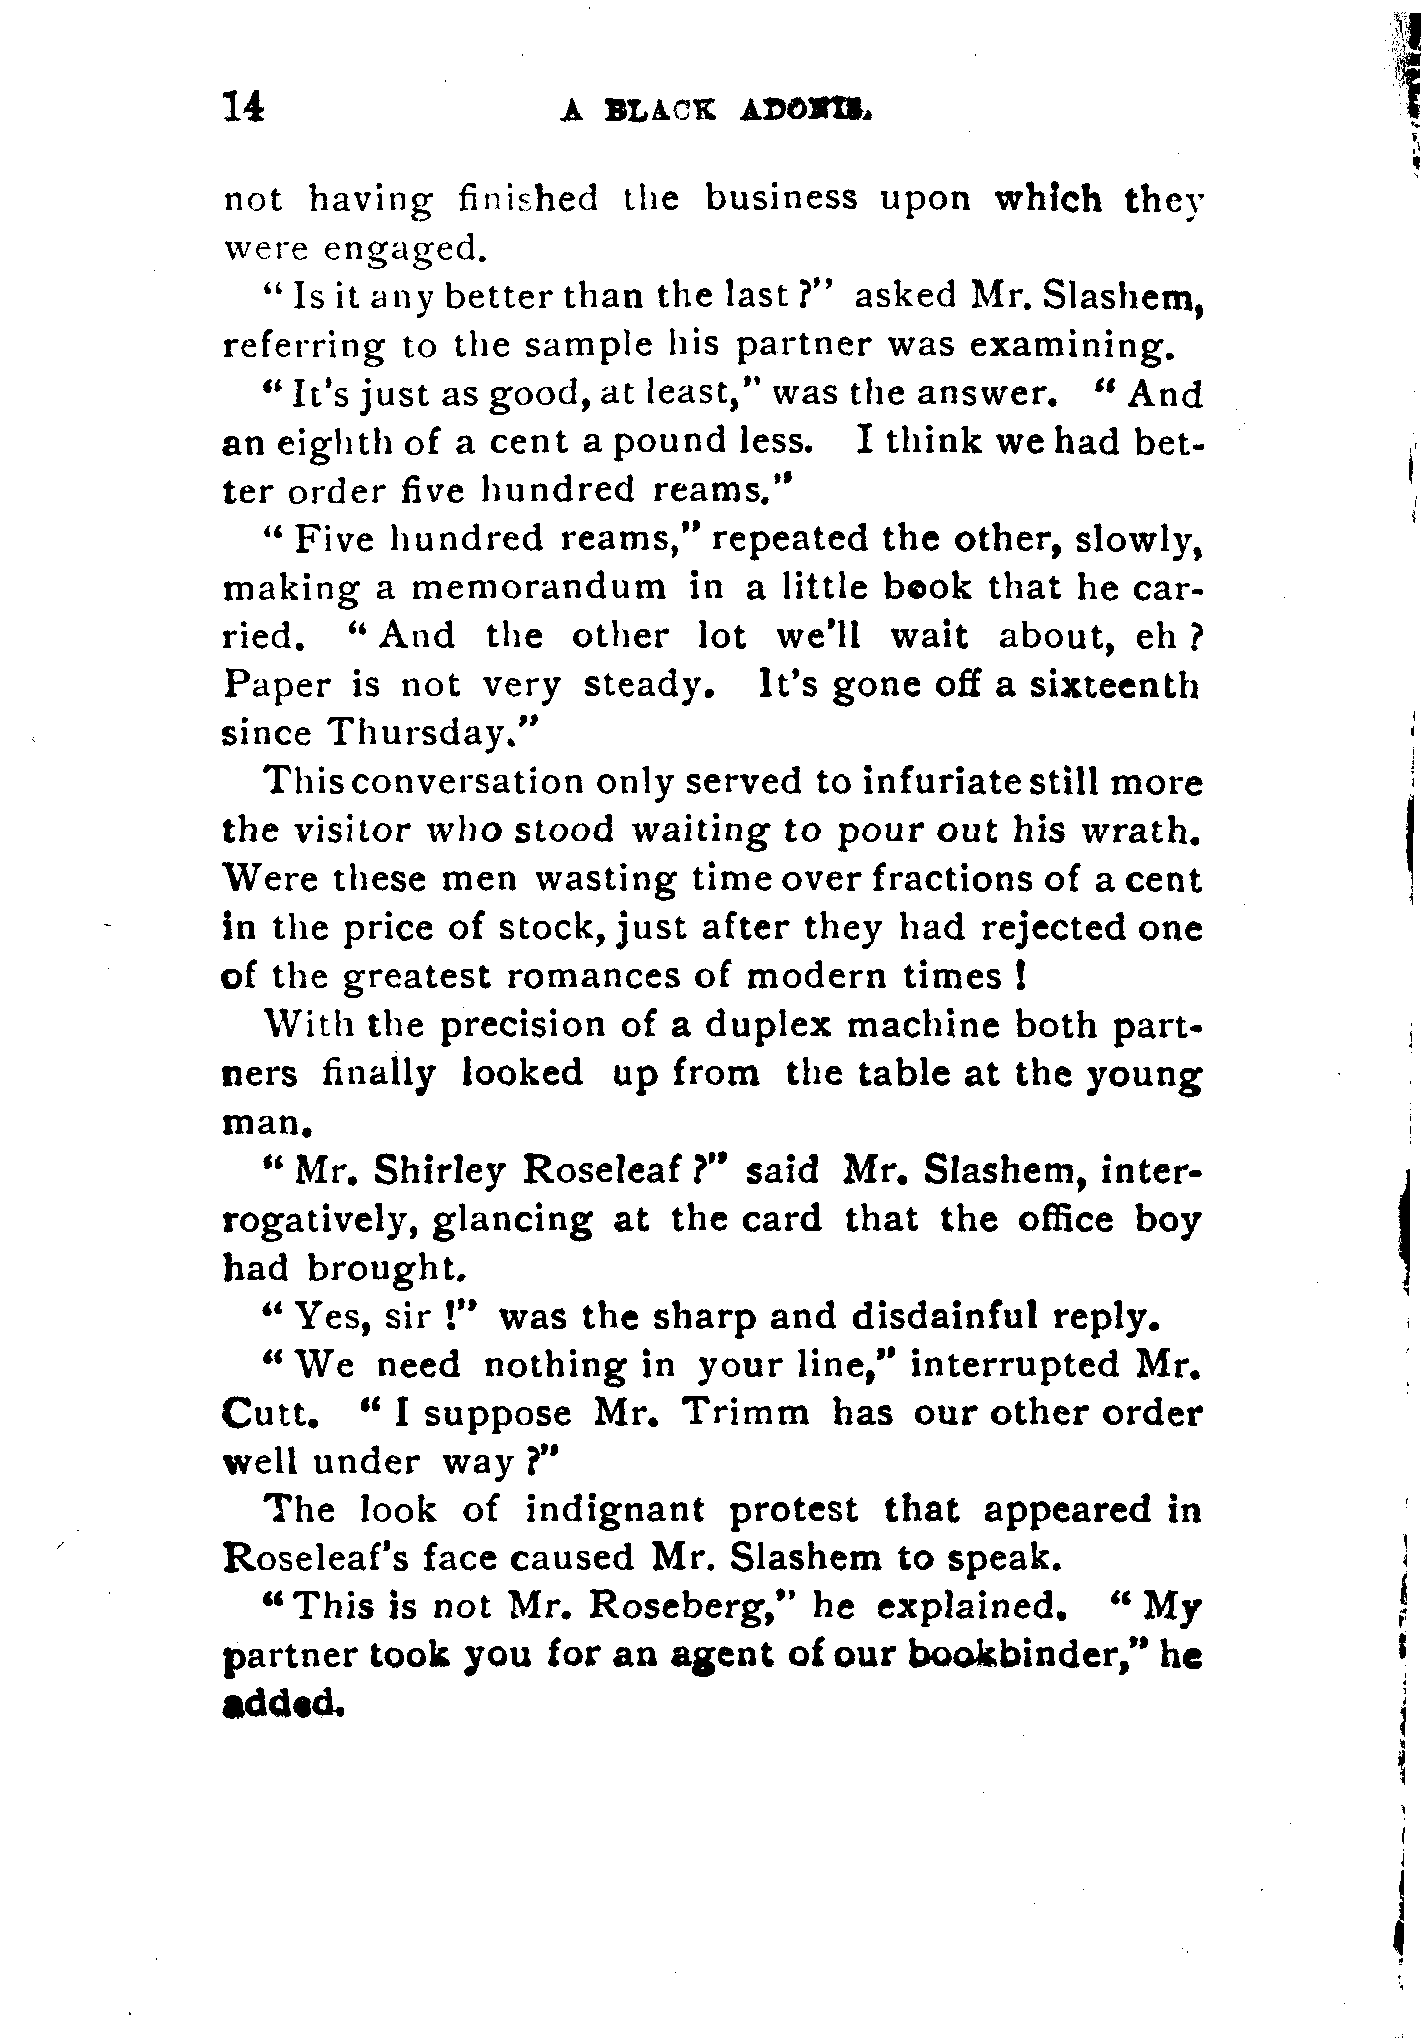 14 A BLACK ADONIS.
not having finished the business upon which they
were engaged.
“ Is it any better than the last ?” asked Mr. Slashem,
referring to the sample his partner was examining.
“ It's just as good, at least,” was the answer. “ And
an eighth of a cent a pound less. I think we had bet-
ter order five hundred reams.”
“ Five hundred reams,” repeated the other, slowly,
making a memorandum in a little book that he car-
ried. “ And the other lot we'll wait about, eh ?
Paper is not very steady. It's gone off a sixteenth
since Thursday.”
This conversation only served to infuriate still more
the visitor who stood waiting to pour out his wrath.
Were these men wasting time over fractions of a cent
in the price of stock, just after they had rejected one
of the greatest romances of modern times !
With the precision of a duplex machine both part-
ners finally looked up from the table at the young
man.
“ Mr. Shirley Roseleaf ?” said Mr. Slashem, inter-
rogatively, glancing at the card that the office boy
had brought.
“ Yes, sir !” was the sharp and disdainful reply.
“ We need nothing in your line,” interrupted Mr.
Cutt. “ I suppose Mr. Trimm has our other order
well under way ?”
The look of indignant protest that appeared in
Roseleaf's face caused Mr. Slashem to speak.
“ This is not Mr. Roseberg,” he explained. “ My
partner took you for an agent of our bookbinder,” he
added.